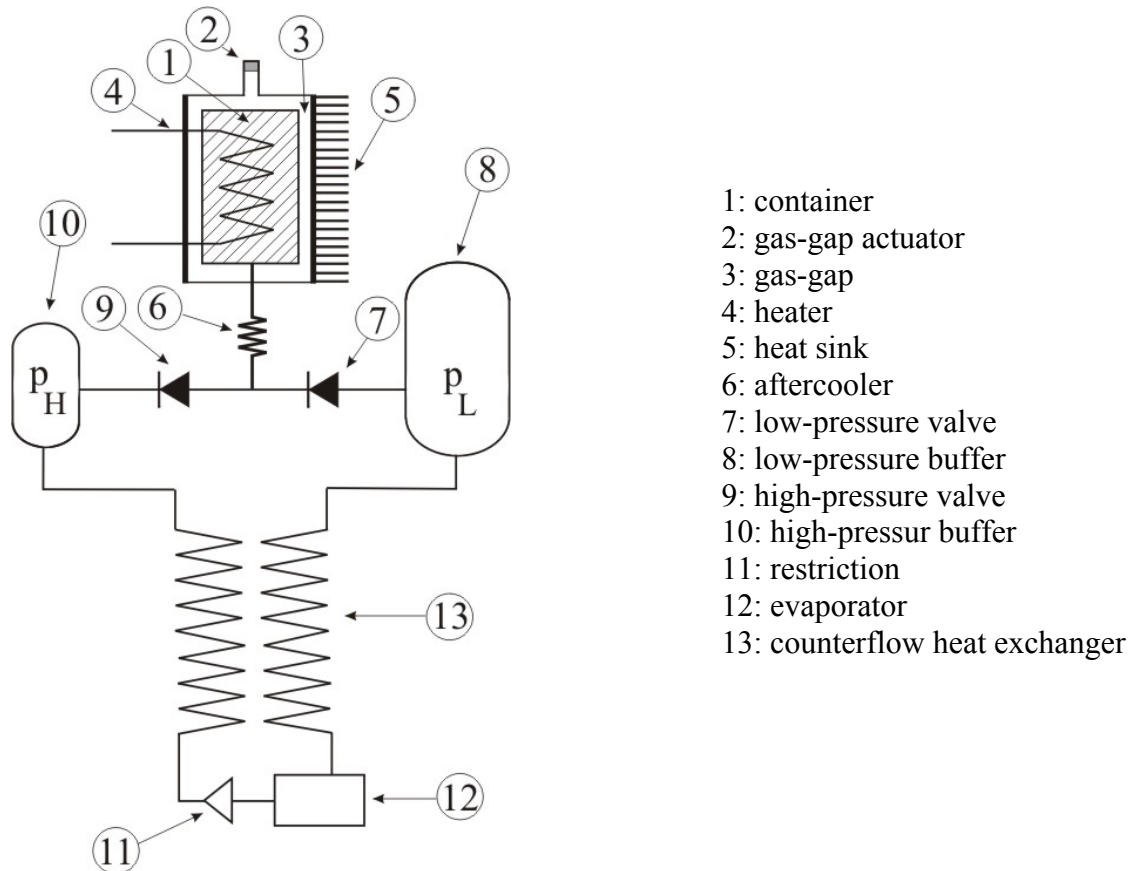 2
3
1
4
5
8
10
9
6
7
p_H
p_L
13
12
11
1: container
2: gas-gap actuator
3: gas-gap
4: heater
5: heat sink
6: aftercooler
7: low-pressure valve
8: low-pressure buffer
9: high-pressure valve
10: high-pressur buffer
11: restriction
12: evaporator
13: counterflow heat exchanger